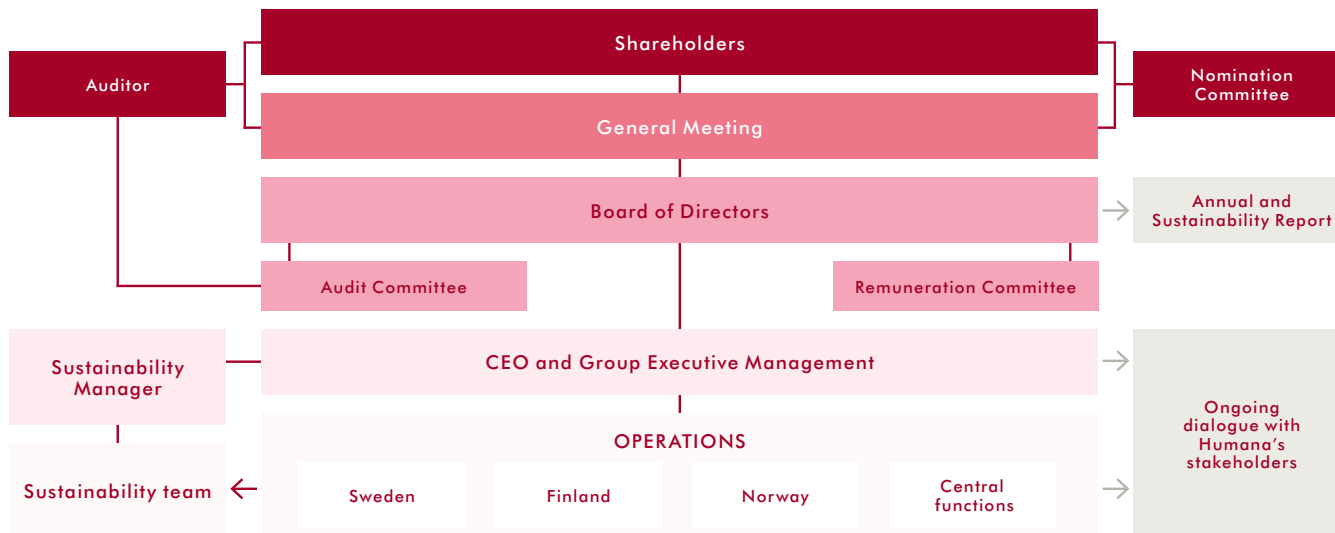 Shareholders
Auditor
Nomination
Committee
General Meeting
Board of Directors
Annual and
Sustainability Report
Audit Committee
Remuneration Committee
Sustainability
Manager
CEO and Group Executive Management
Ongoing
dialogue with
Humana’s
stakeholders
OPERATIONS
Sustainability team
Sweden
Finland
Norway
Central
functions